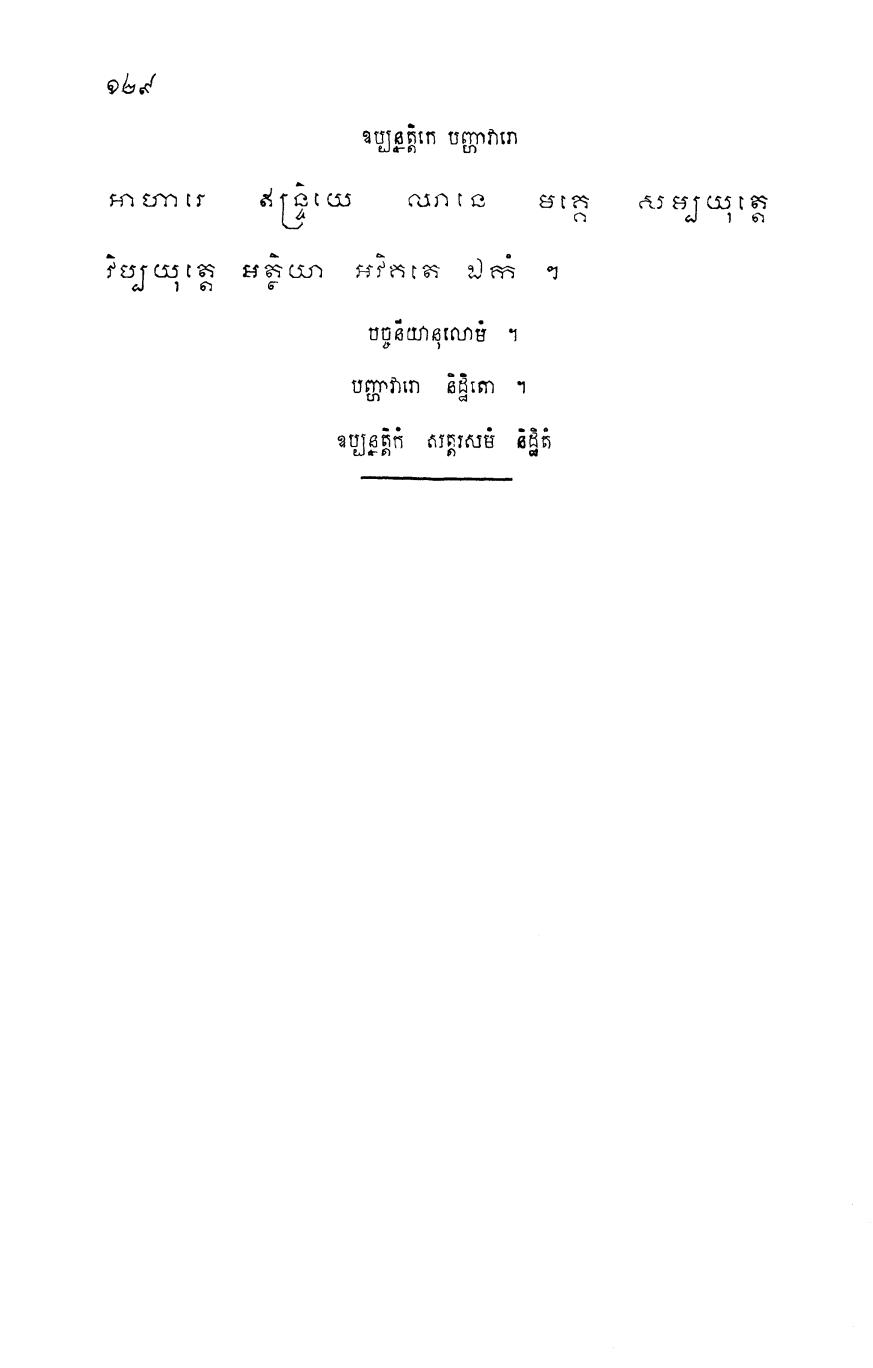 ១២៩
ឧប្បន្នត្តិកេ បញ្ហាវារោ
អាហារេ ឥន្ទ្រិយេ ឈានេ មគ្គេ សម្បយុត្តេ
វិប្បយុត្តេ អត្ថិយា អវិគតេ ឯកំ ។
បច្ចនីយានុលោមំ ។
បញ្ហាវារោ និដ្ឋិតោ ។
ឧប្បន្នត្តិកំ សត្តរសមំ និដ្ឋិតំ